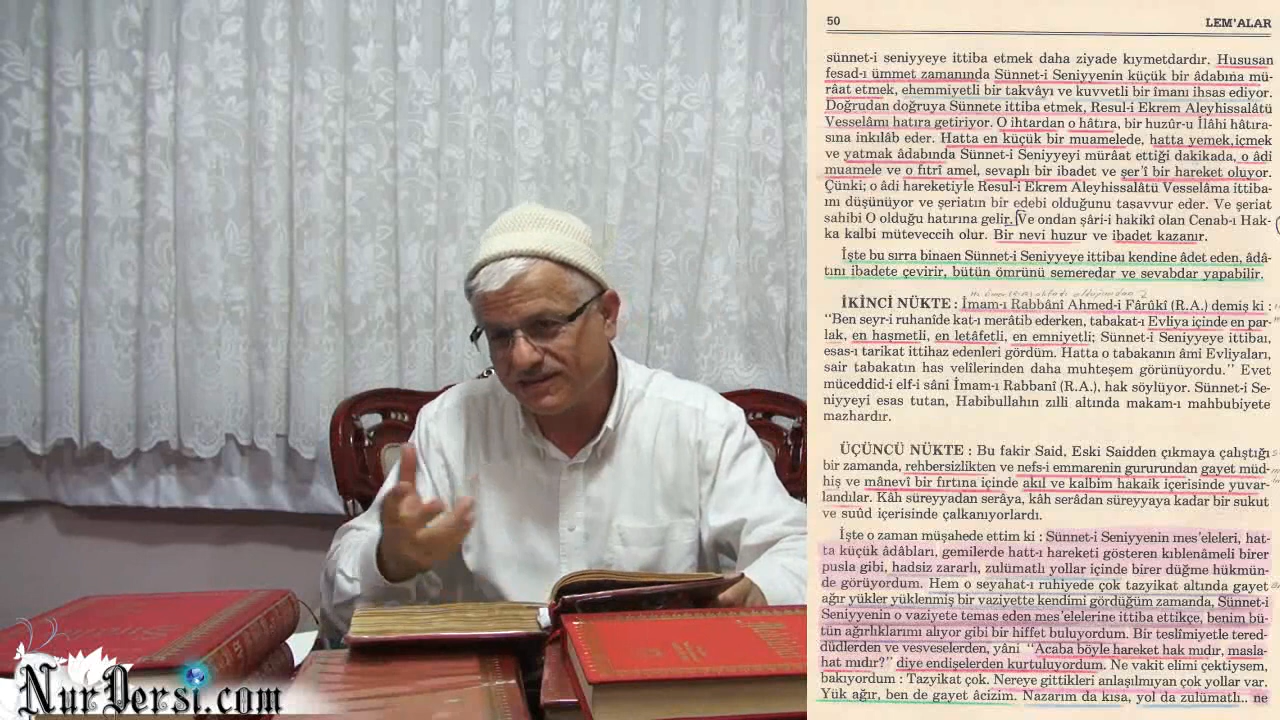 50 LEM'ALAR
sünnet-i seniyyeye ittiba etmek daha ziyade kıymetdardır. Hususan
fesad-ı ümmet zamanında Sünnet-i Seniyyenin küçük bir âdabına mü-
râat etmek, ehemmiyetli bir takvâyı ve kuvvetli bir îmanı ihsas ediyor.
Doğrudan doğruya Sünnete ittiba etmek, Resul-i Ekrem Aleyhissalâtü
Vesselâmı hatıra getiriyor. O ihtardan o hâtıra, bir huzûr-u İlâhi hâtıra-
sına inkılâb eder. Hatta en küçük bir muamelede, hatta yemek,içmek
ve yatmak âdabında Sünnet-i Seniyyeyi mürâat ettiği dakikada, o âdi
muamele ve o fıtrî amel, sevaplı bir ibadet ve şer'î bir hareket oluyor.
Çünki; o âdi hareketiyle Resul-i Ekrem Aleyhissalâtü Vesselâma ittiba-
ını düşünüyor ve şeriatın bir edebi olduğunu tasavvur eder. Ve şeriat
sahibi O olduğu hatırına gelir. Ve ondan şâri-i hakikî olan Cenab-ı Hak-
ka kalbi müteveccih olur. Bir nevi huzur ve ibadet kazanır.
İşte bu sırra binaen Sünnet-i Seniyyeye ittibaı kendine âdet eden, âdâ-
tını ibadete çevirir, bütün ömrünü semeredar ve sevabdar yapabilir.
İKİNCİ NÜKTE : İmam-ı Rabbânî Ahmed-i Fârûkî (R.A.) demiş ki :
"Ben seyr-i ruhanîde kat-ı merâtib ederken, tabakat-ı Evliya içinde en par-
lak, en haşmetli, en letâfetli, en emniyetli; Sünnet-i Seniyyeye ittibaı,
esas-ı tarikat ittihaz edenleri gördüm. Hatta o tabakanın âmi Evliyaları,
sair tabakatın has velîlerinden daha muhteşem görünüyordu." Evet
müceddid-i elf-i sâni İmam-ı Rabbanî (R.A.), hak söylüyor. Sünnet-i Se-
niyyeyi esas tutan, Habibullahın zılli altında makam-ı mahbubiyete
mazhardır.
ÜÇÜNCÜ NÜKTE : Bu fakir Said, Eski Saidden çıkmaya çalıştığı
bir zamanda, rehbersizlikten ve nefs-i emmarenin gururundan gayet müd-
hiş ve mânevî bir fırtına içinde akıl ve kalbim hakaik içerisinde yuvar-
landılar. Kâh süreyyadan serâya, kâh serâdan süreyyaya kadar bir sukut
ve suûd içerisinde çalkanıyorlardı.
İşte o zaman müşahede ettim ki : Sünnet-i Seniyyenin mes'eleleri, hat-
ta küçük âdâbları, gemilerde hatt-ı hareketi gösteren kıblenâmeli birer
pusla gibi, hadsiz zararlı, zulümatlı yollar içinde birer düğme hükmün-
de görüyordum. Hem o seyahat-ı ruhiyede çok tazyikat altında gayet
ağır yükler yüklenmiş bir vaziyette kendimi gördüğüm zamanda, Sünnet-i
Seniyyenin o vaziyete temas eden mes'elelerine ittiba ettikçe, benim bü-
tün ağırlıklarımı alıyor gibi bir hiffet buluyordum. Bir teslîmiyetle tered-
düdlerden ve vesveselerden, yâni "Acaba böyle hareket hak mıdır, masla-
hat mıdır?" diye endişelerden kurtuluyordum. Ne vakit elimi çektiysem,
bakıyordum : Tazyikat çok. Nereye gittikleri anlaşılmıyan çok yollar var.
Yük ağır, ben de gayet âcizim. Nazarım da kısa, yol da zulümatlı.. ne
NurDersi.com